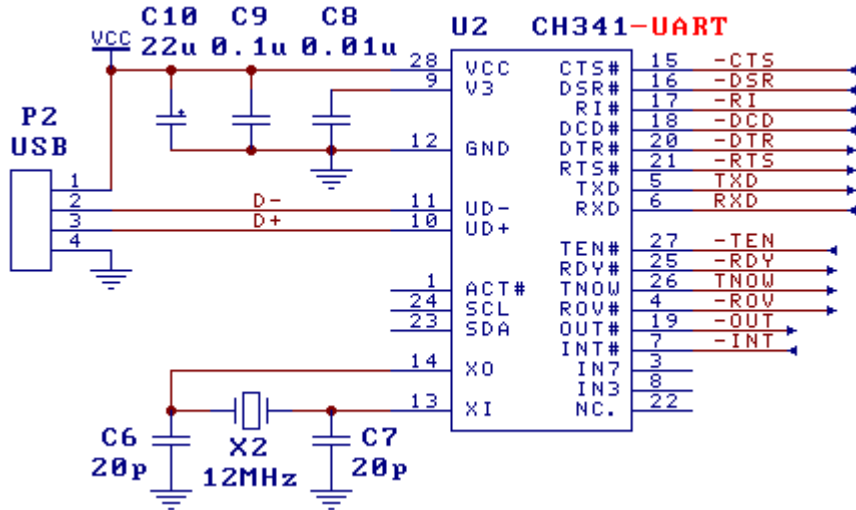 C10 C9 C8
VCC 22u 0.1u 0.01u
U2 CH341-UART
P2
USB
1
2
3
4
D-
D+
28 VCC
9 V3
12 GND
11 UD-
10 UD+
1 ACT#
24 SCL
23 SDA
14 XO
13 XI
CTS# 15 -CTS
DSR# 16 -DSR
RI# 17 -RI
DCD# 18 -DCD
DTR# 20 -DTR
RTS# 21 -RTS
TXD 5 TXD
RXD 6 RXD
TEN# 27 -TEN
RDY# 25 -RDY
TNOW 26 TNOW
ROV# 4 -ROV
OUT# 19 -OUT
INT# 7 -INT
IN7 3
IN3 8
NC. 22
C6 X2 C7
20p 12MHz 20p